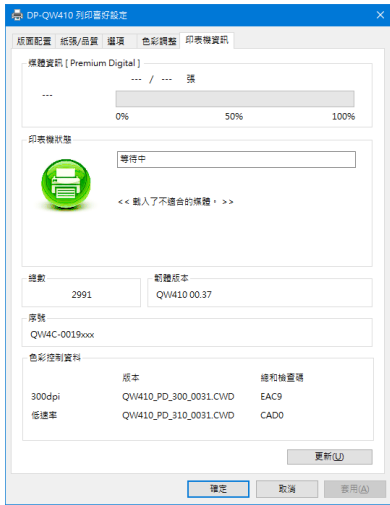 DP-QW410 列印喜好設定
版面配置 紙張/品質 選項 色彩調整 印表機資訊
媒體資訊 [ Premium Digital ]
--- / --- 張
---
0% 50% 100%
印表機狀態
等待中
<< 載入了不適合的媒體。 >>
總數 韌體版本
2991 QW410 00.37
序號
QW4C-0019xxx
色彩控制資料
版本 總和檢查碼
300dpi QW410_PD_300_0031.CWD EAC9
低速率 QW410_PD_310_0031.CWD CAD0
更新(U)
確定 取消 套用(A)